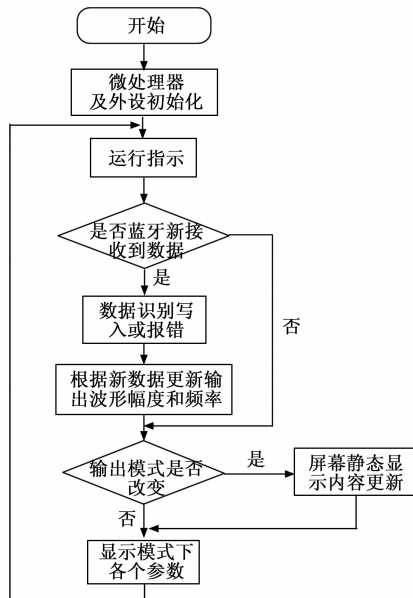 开始
微处理器
及外设初始化
运行指示
是否蓝牙新接
收到数据
是
数据识别写
入或报错
否
根据新数据更新输
出波形幅度和频率
输出模式是否
改变
是
屏幕静态显
示内容更新
否
显示模式下
各个参数